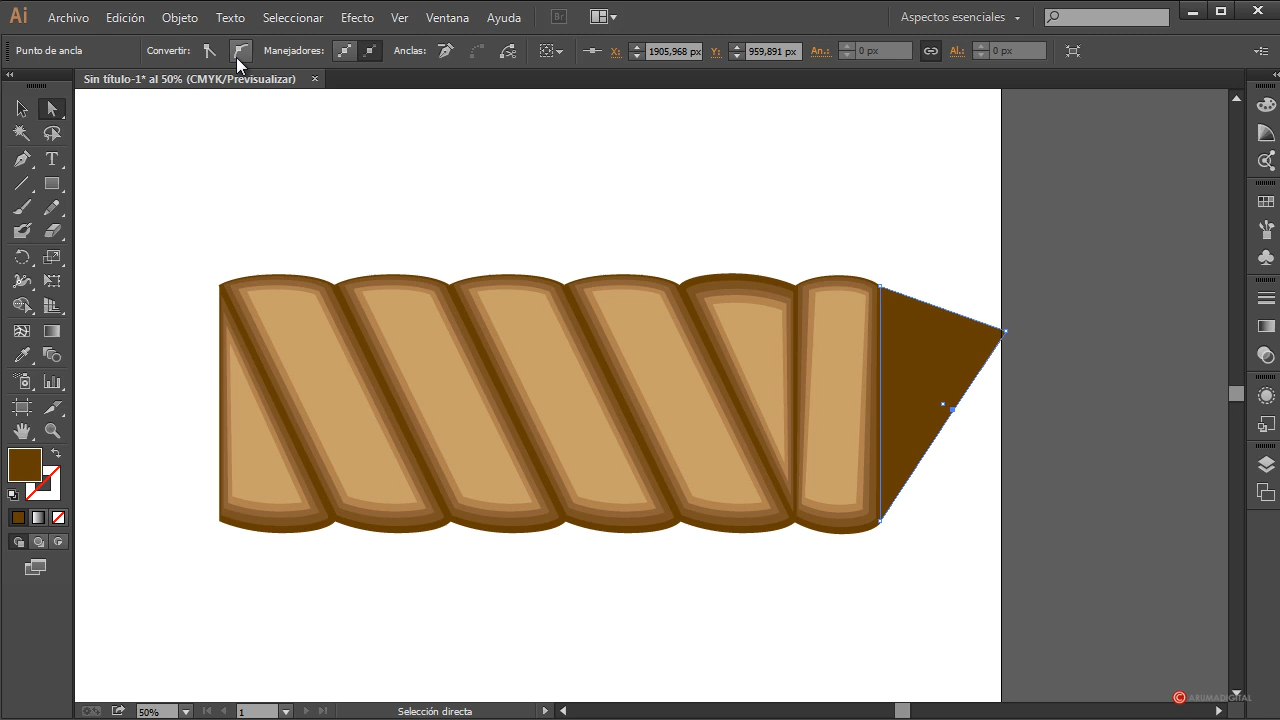 Ai Archivo Edición Objeto Texto Seleccionar Efecto Ver Ventana Ayuda Br Aspectos esenciales
Punto de ancla Convertir: Manejadores: Anclas: X: 1905,968 px Y: 959,891 px An.: 0 px Al.: 0 px
Sin título-1* al 50% (CMYK/Previsualizar) ×
T
50% 1 Selección directa
© ARUMADIGITAL